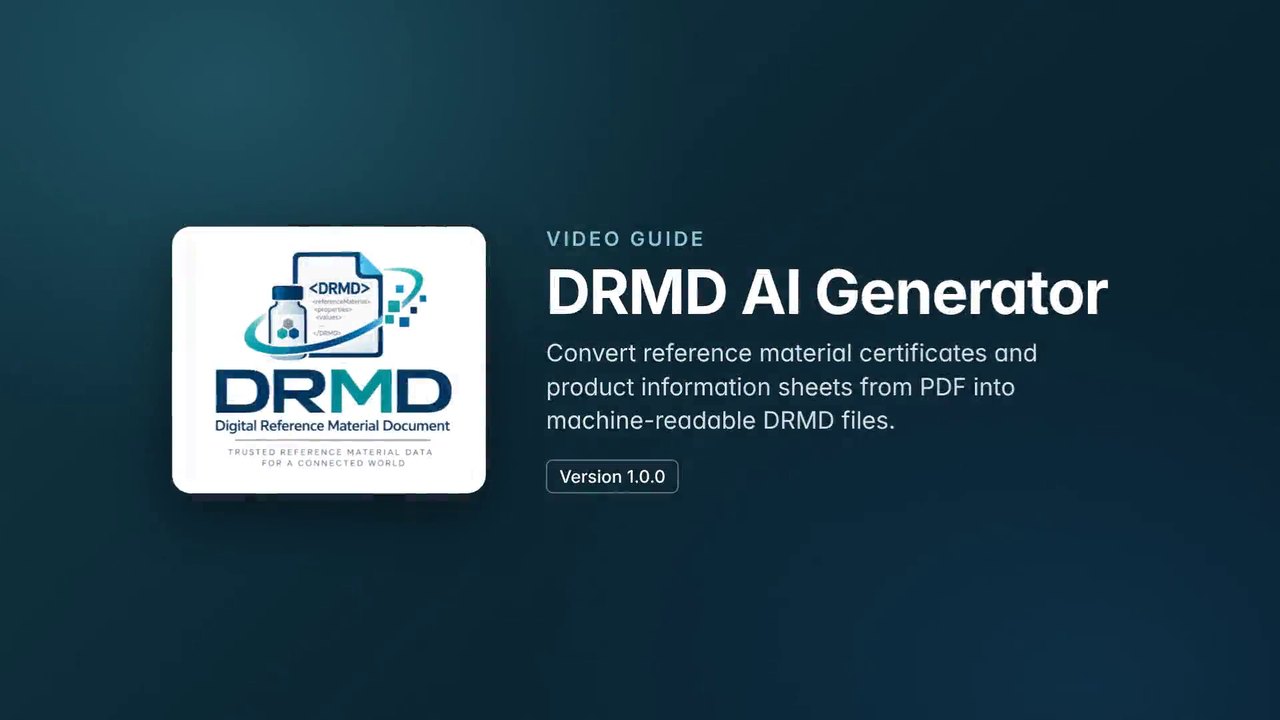 <DRMD>
<referenceMaterial>
<properties>
<values>
...
</DRMD>
DRMD
Digital Reference Material Document
TRUSTED REFERENCE MATERIAL DATA
FOR A CONNECTED WORLD
VIDEO GUIDE
DRMD AI Generator
Convert reference material certificates and
product information sheets from PDF into
machine-readable DRMD files.
Version 1.0.0